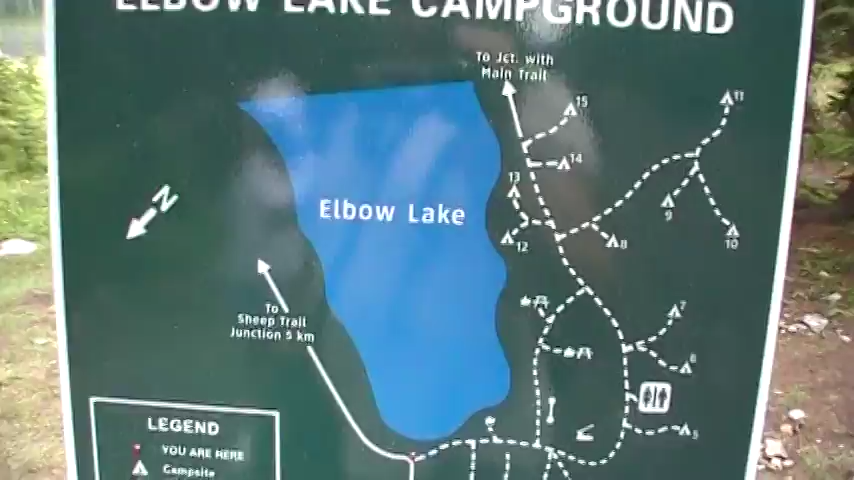 ELBOW LAKE CAMPGROUND
To Jct. with
Main Trail
15
11
14
13
9
10
8
12
N
Elbow Lake
To
Sheep Trail
Junction 5 km
7
6
5
LEGEND
YOU ARE HERE
Campsite